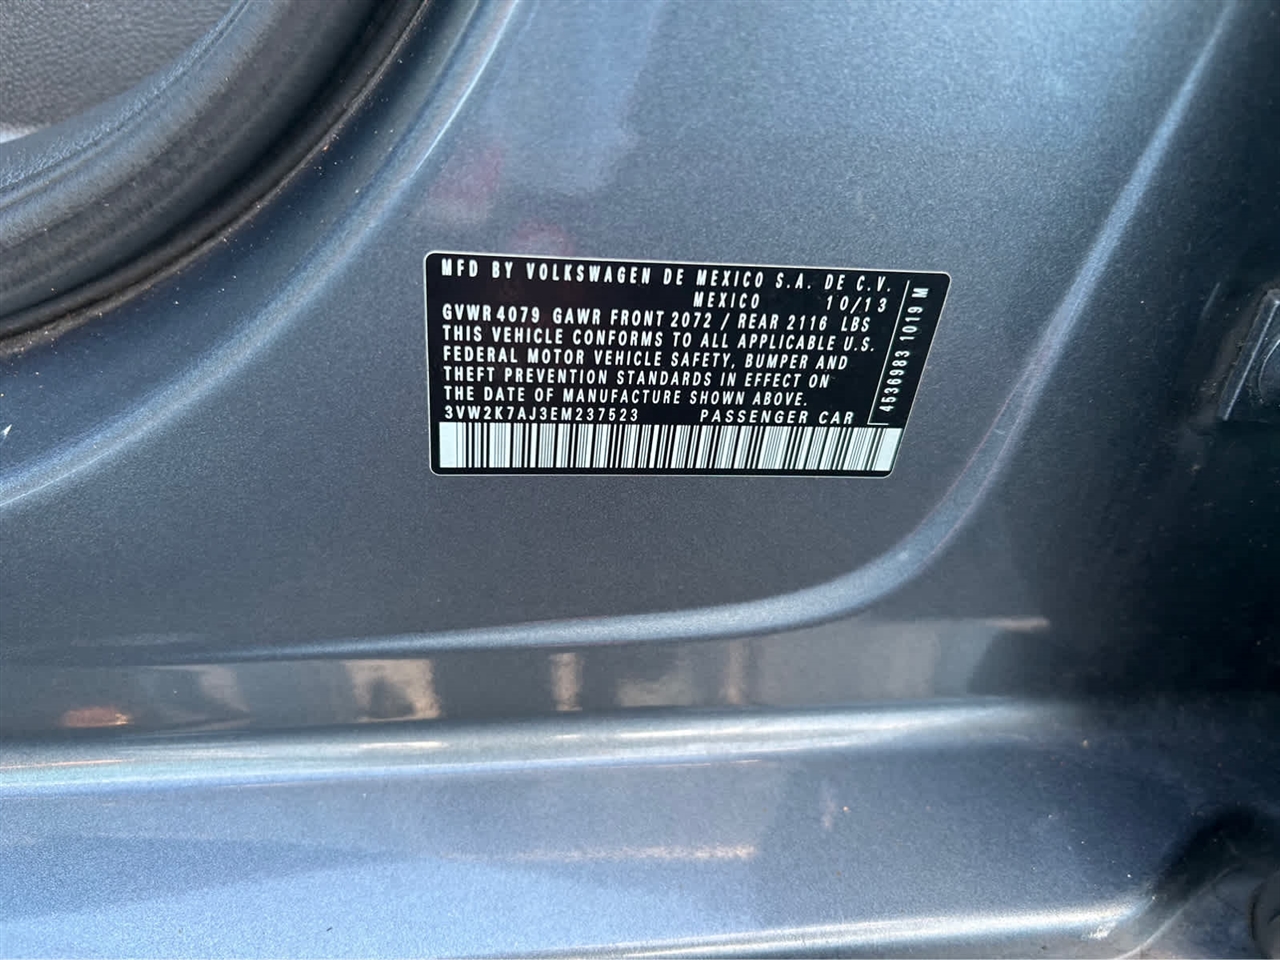 MFD BY VOLKSWAGEN DE MEXICO S.A. DE C.V.
MEXICO 10/13
GVWR 4079 GAWR FRONT 2072 / REAR 2116 LBS
THIS VEHICLE CONFORMS TO ALL APPLICABLE U.S.
FEDERAL MOTOR VEHICLE SAFETY, BUMPER AND
THEFT PREVENTION STANDARDS IN EFFECT ON
THE DATE OF MANUFACTURE SHOWN ABOVE.
3VW2K7AJ3EM237523 PASSENGER CAR
4536983 1019 M